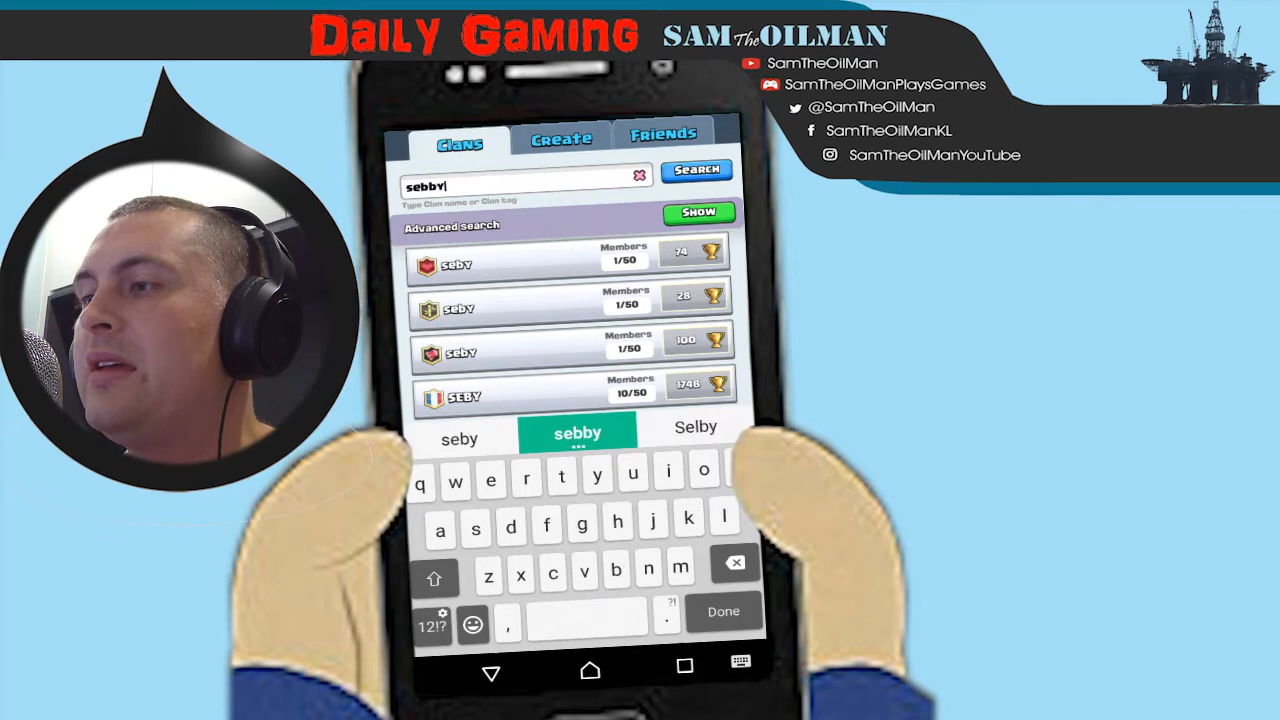 Daily Gaming SAM The OILMAN
SamTheOilMan
SamTheOilManPlaysGames
@SamTheOilMan
SamTheOilManKL
SamTheOilManYouTube
Clans Create Friends
sebby Search
Type Clan name or Clan tag
Advanced search Show
seby Members 1/50 74
seby Members 1/50 28
seby Members 1/50 100
SEBY Members 10/50 1748
seby sebby Selby
q w e r t y u i o
a s d f g h j k l
z x c v b n m
12!? , ?! . Done